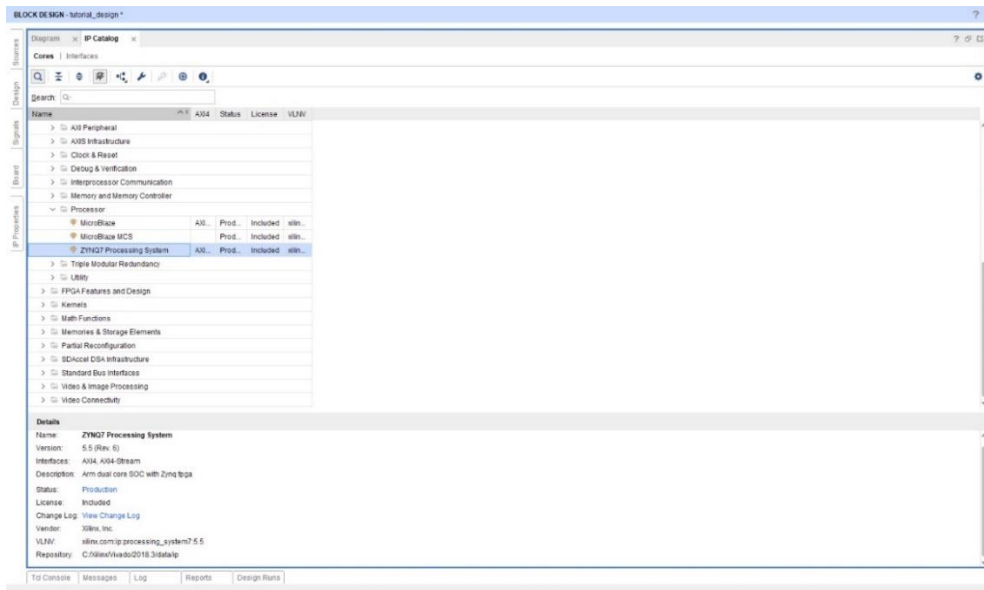 BLOCK DESIGN - tutorial_design *
?
Diagram × IP Catalog ×
Cores | Interfaces
Search:
Name AXI4 Status License VLNV
AXI Peripheral
AXIS Infrastructure
Clock & Reset
Debug & Verification
Interprocessor Communication
Memory and Memory Controller
Processor
MicroBlaze AXI... Prod... Included xilin...
MicroBlaze MCS Prod... Included xilin...
ZYNQ7 Processing System AXI... Prod... Included xilin...
Triple Modular Redundancy
Utility
FPGA Features and Design
Kernels
Math Functions
Memories & Storage Elements
Partial Reconfiguration
SDAccel DSA Infrastructure
Standard Bus Interfaces
Video & Image Processing
Video Connectivity
Details
Name: ZYNQ7 Processing System
Version: 5.5 (Rev. 6)
Interfaces: AXI4, AXI4-Stream
Description: Arm dual core SOC with Zynq fpga
Status: Production
License: Included
Change Log: View Change Log
Vendor: Xilinx, Inc.
VLNV: xilinx.com:ip:processing_system7:5.5
Repository: C:/Xilinx/Vivado/2018.3/data/ip
Tcl Console Messages Log Reports Design Runs
Sources
Design
Signals
Board
IP Properties